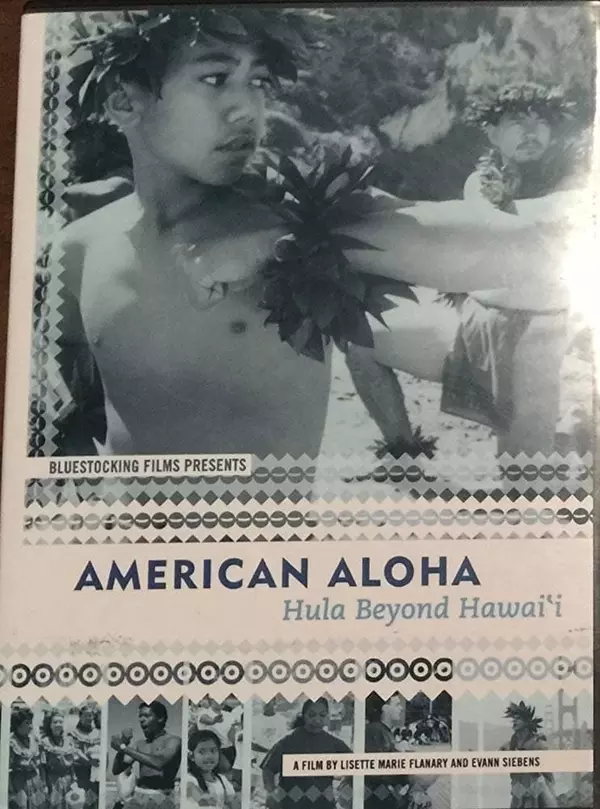 BLUESTOCKING FILMS PRESENTS
AMERICAN ALOHA
Hula Beyond Hawaiʻi
A FILM BY LISETTE MARIE FLANARY AND EVANN SIEBENS